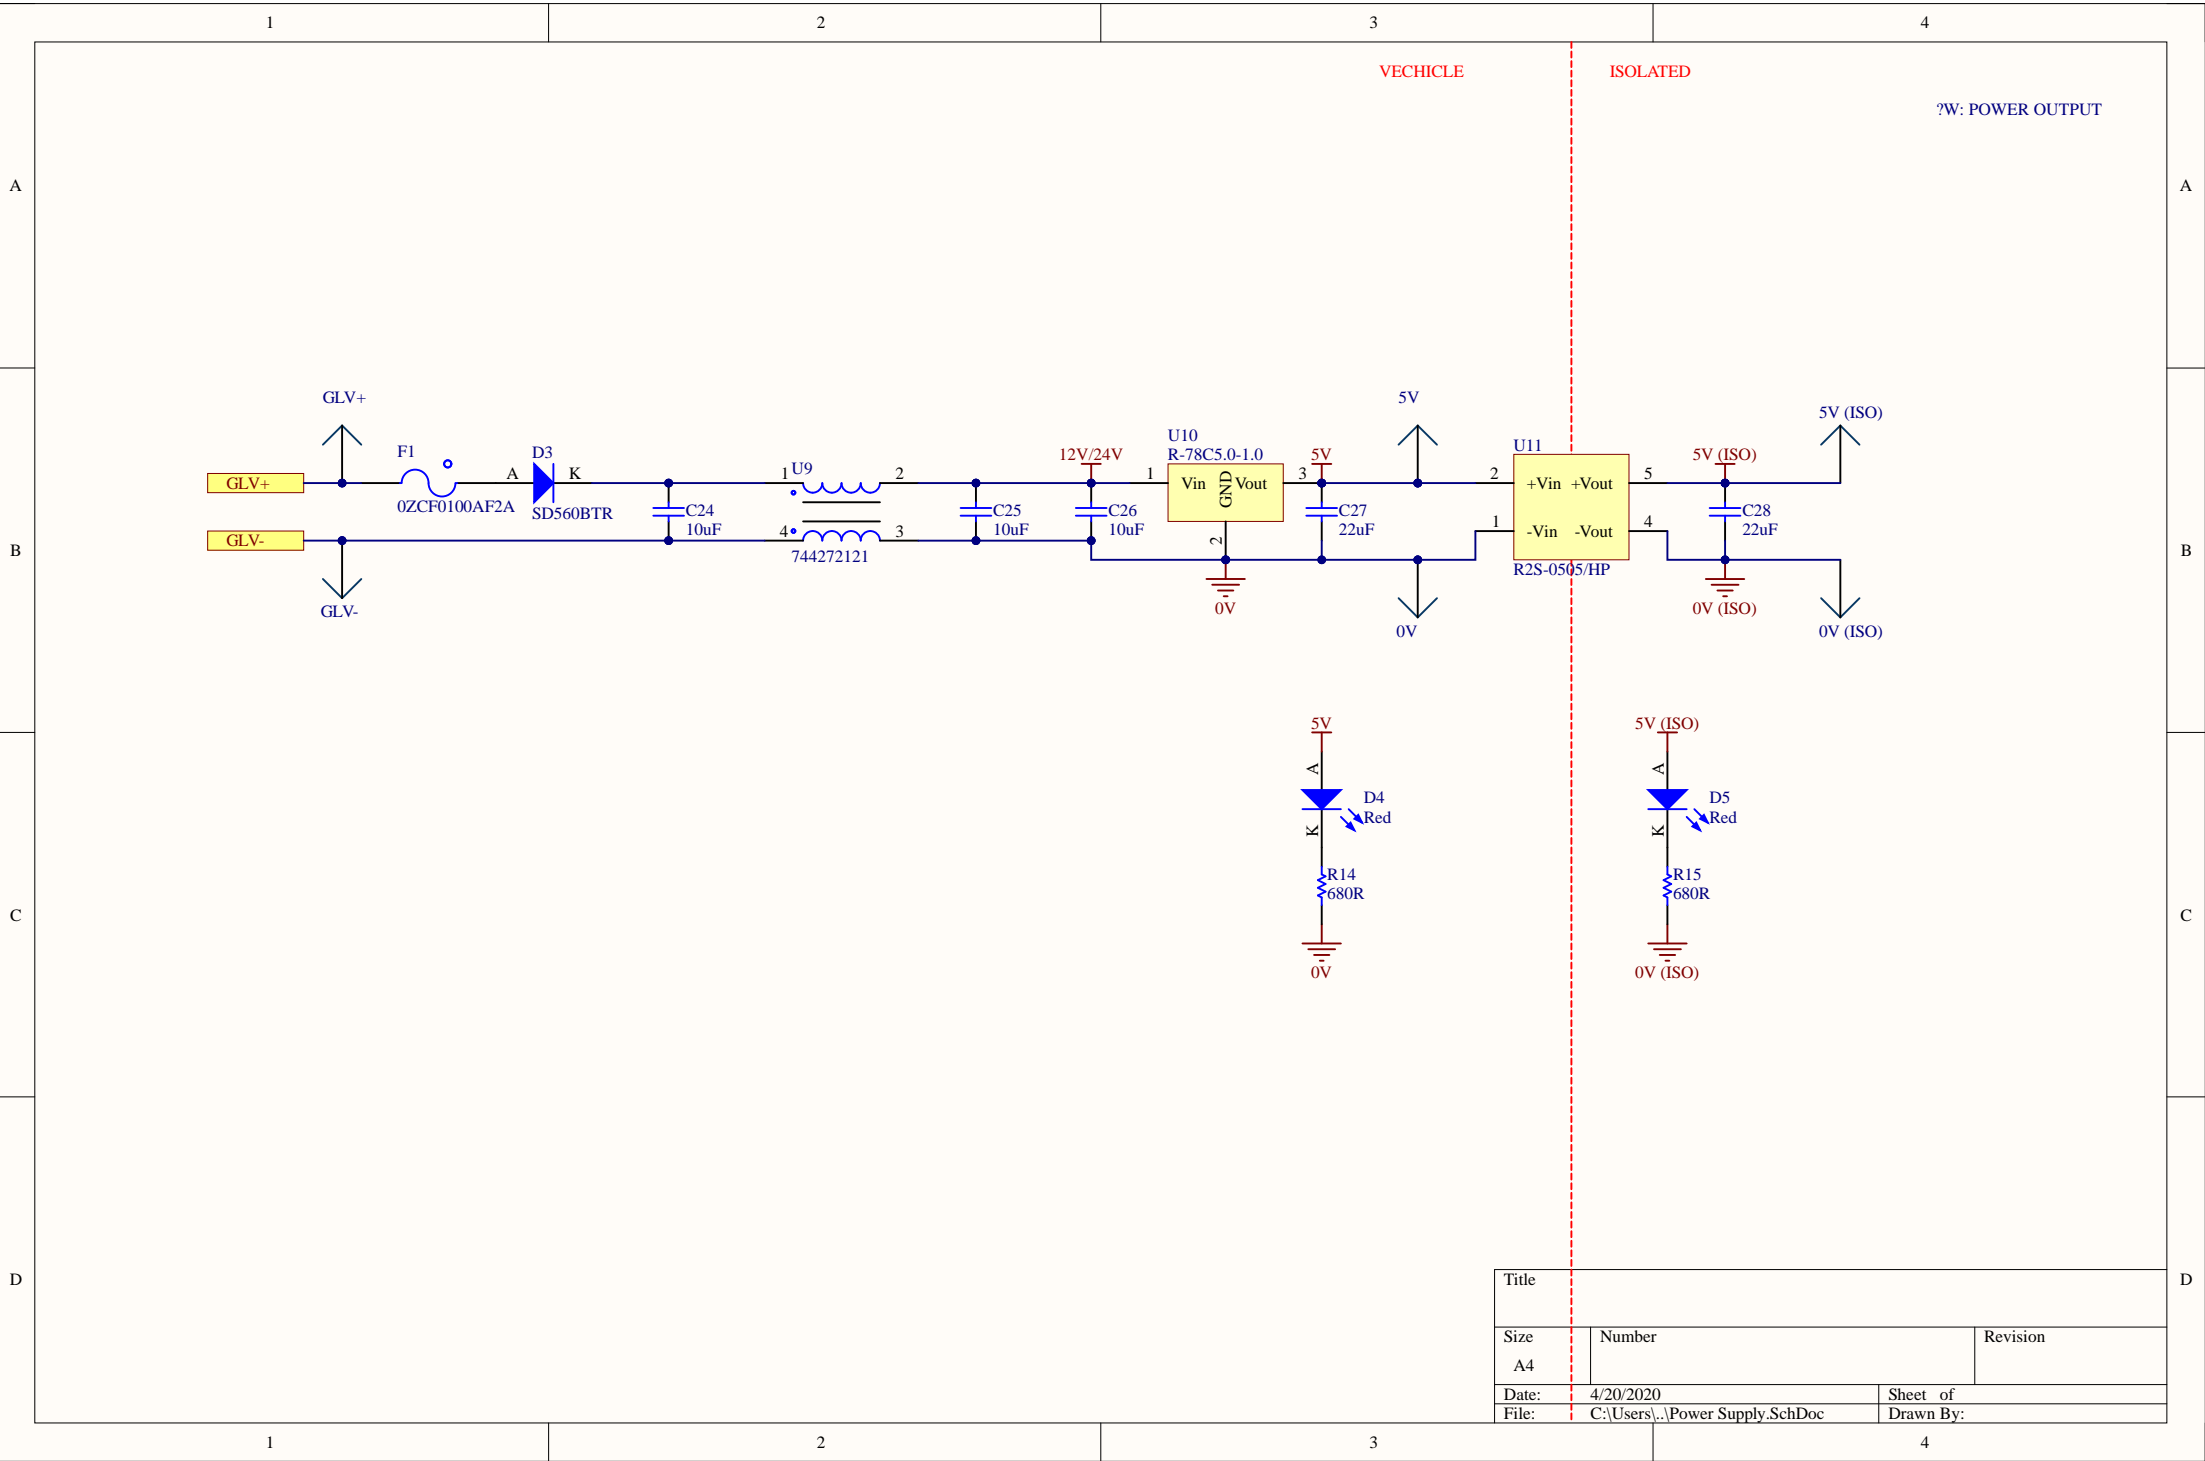 1
2
3
4
VECHICLE
ISOLATED
?W: POWER OUTPUT
A
A
GLV+
5V
5V (ISO)
F1
D3
12V/24V
U10
R-78C5.0-1.0
5V
U11
5V (ISO)
GLV+
A
K
1
U9
2
1
Vin
GND
Vout
3
2
+Vin
+Vout
5
0ZCF0100AF2A
SD560BTR
C24
10uF
C25
10uF
C26
10uF
C27
22uF
C28
22uF
GLV-
4
3
744272121
2
1
-Vin
-Vout
4
R2S-0505/HP
B
B
GLV-
0V
0V
0V (ISO)
0V (ISO)
5V
5V (ISO)
A
D4
Red
K
A
D5
Red
K
R14
680R
R15
680R
C
C
0V
0V (ISO)
D
D
Title
Size
A4
Number
Revision
Date:
4/20/2020
Sheet of
File:
C:\Users\..\Power Supply.SchDoc
Drawn By:
1
2
3
4